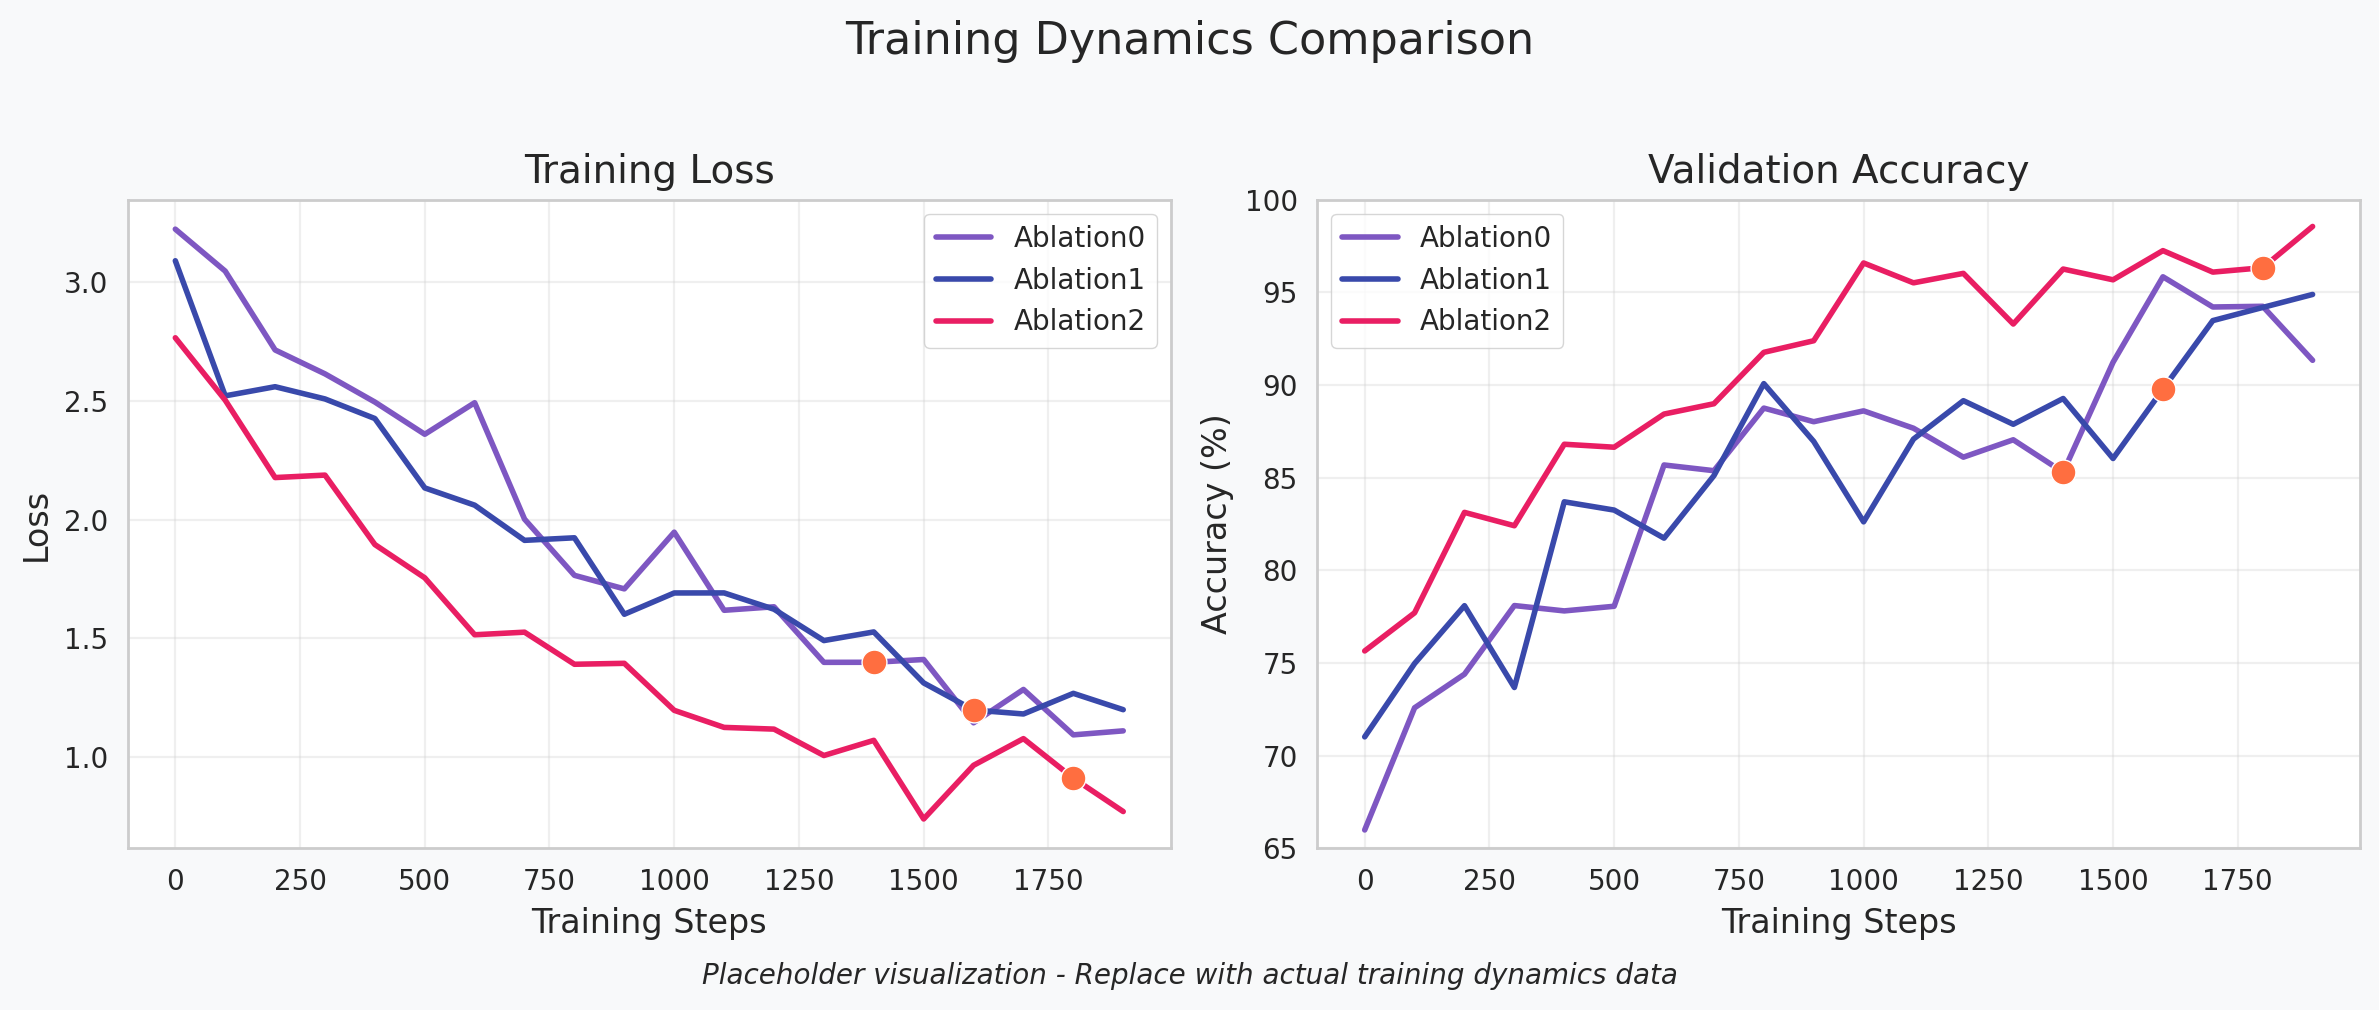 Training Dynamics Comparison
Training Loss
Loss
3.0
2.5
2.0
1.5
1.0
0 250 500 750 1000 1250 1500 1750
Training Steps
Ablation0
Ablation1
Ablation2
Validation Accuracy
Accuracy (%)
100
95
90
85
80
75
70
65
0 250 500 750 1000 1250 1500 1750
Training Steps
Ablation0
Ablation1
Ablation2
Placeholder visualization - Replace with actual training dynamics data